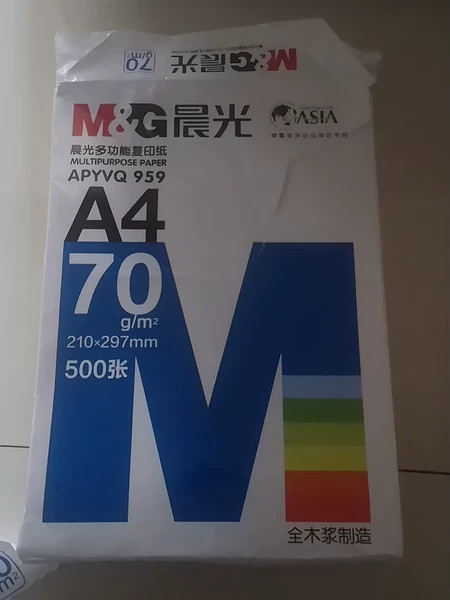 70 g/m² M&G晨光
M&G晨光
ASIA
晨光多功能复印纸
MULTIPURPOSE PAPER
APYVQ 959
A4
70
g/m²
210×297mm
500张
M
全木浆制造